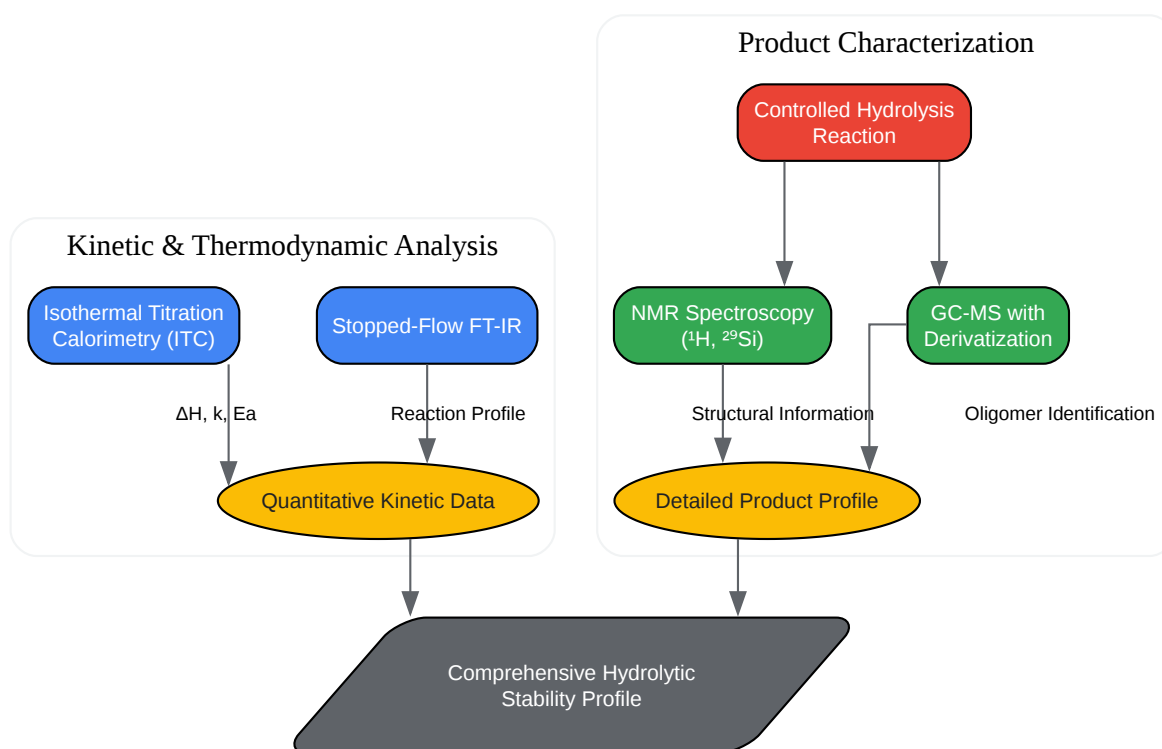 Product Characterization
Controlled Hydrolysis
Reaction
Kinetic & Thermodynamic Analysis
Isothermal Titration
Calorimetry (ITC)
Stopped-Flow FT-IR
NMR Spectroscopy
(¹H, ²⁹Si)
GC-MS with
Derivatization
ΔH, k, Ea
Reaction Profile
Structural Information
Oligomer Identification
Quantitative Kinetic Data
Detailed Product Profile
Comprehensive Hydrolytic
Stability Profile